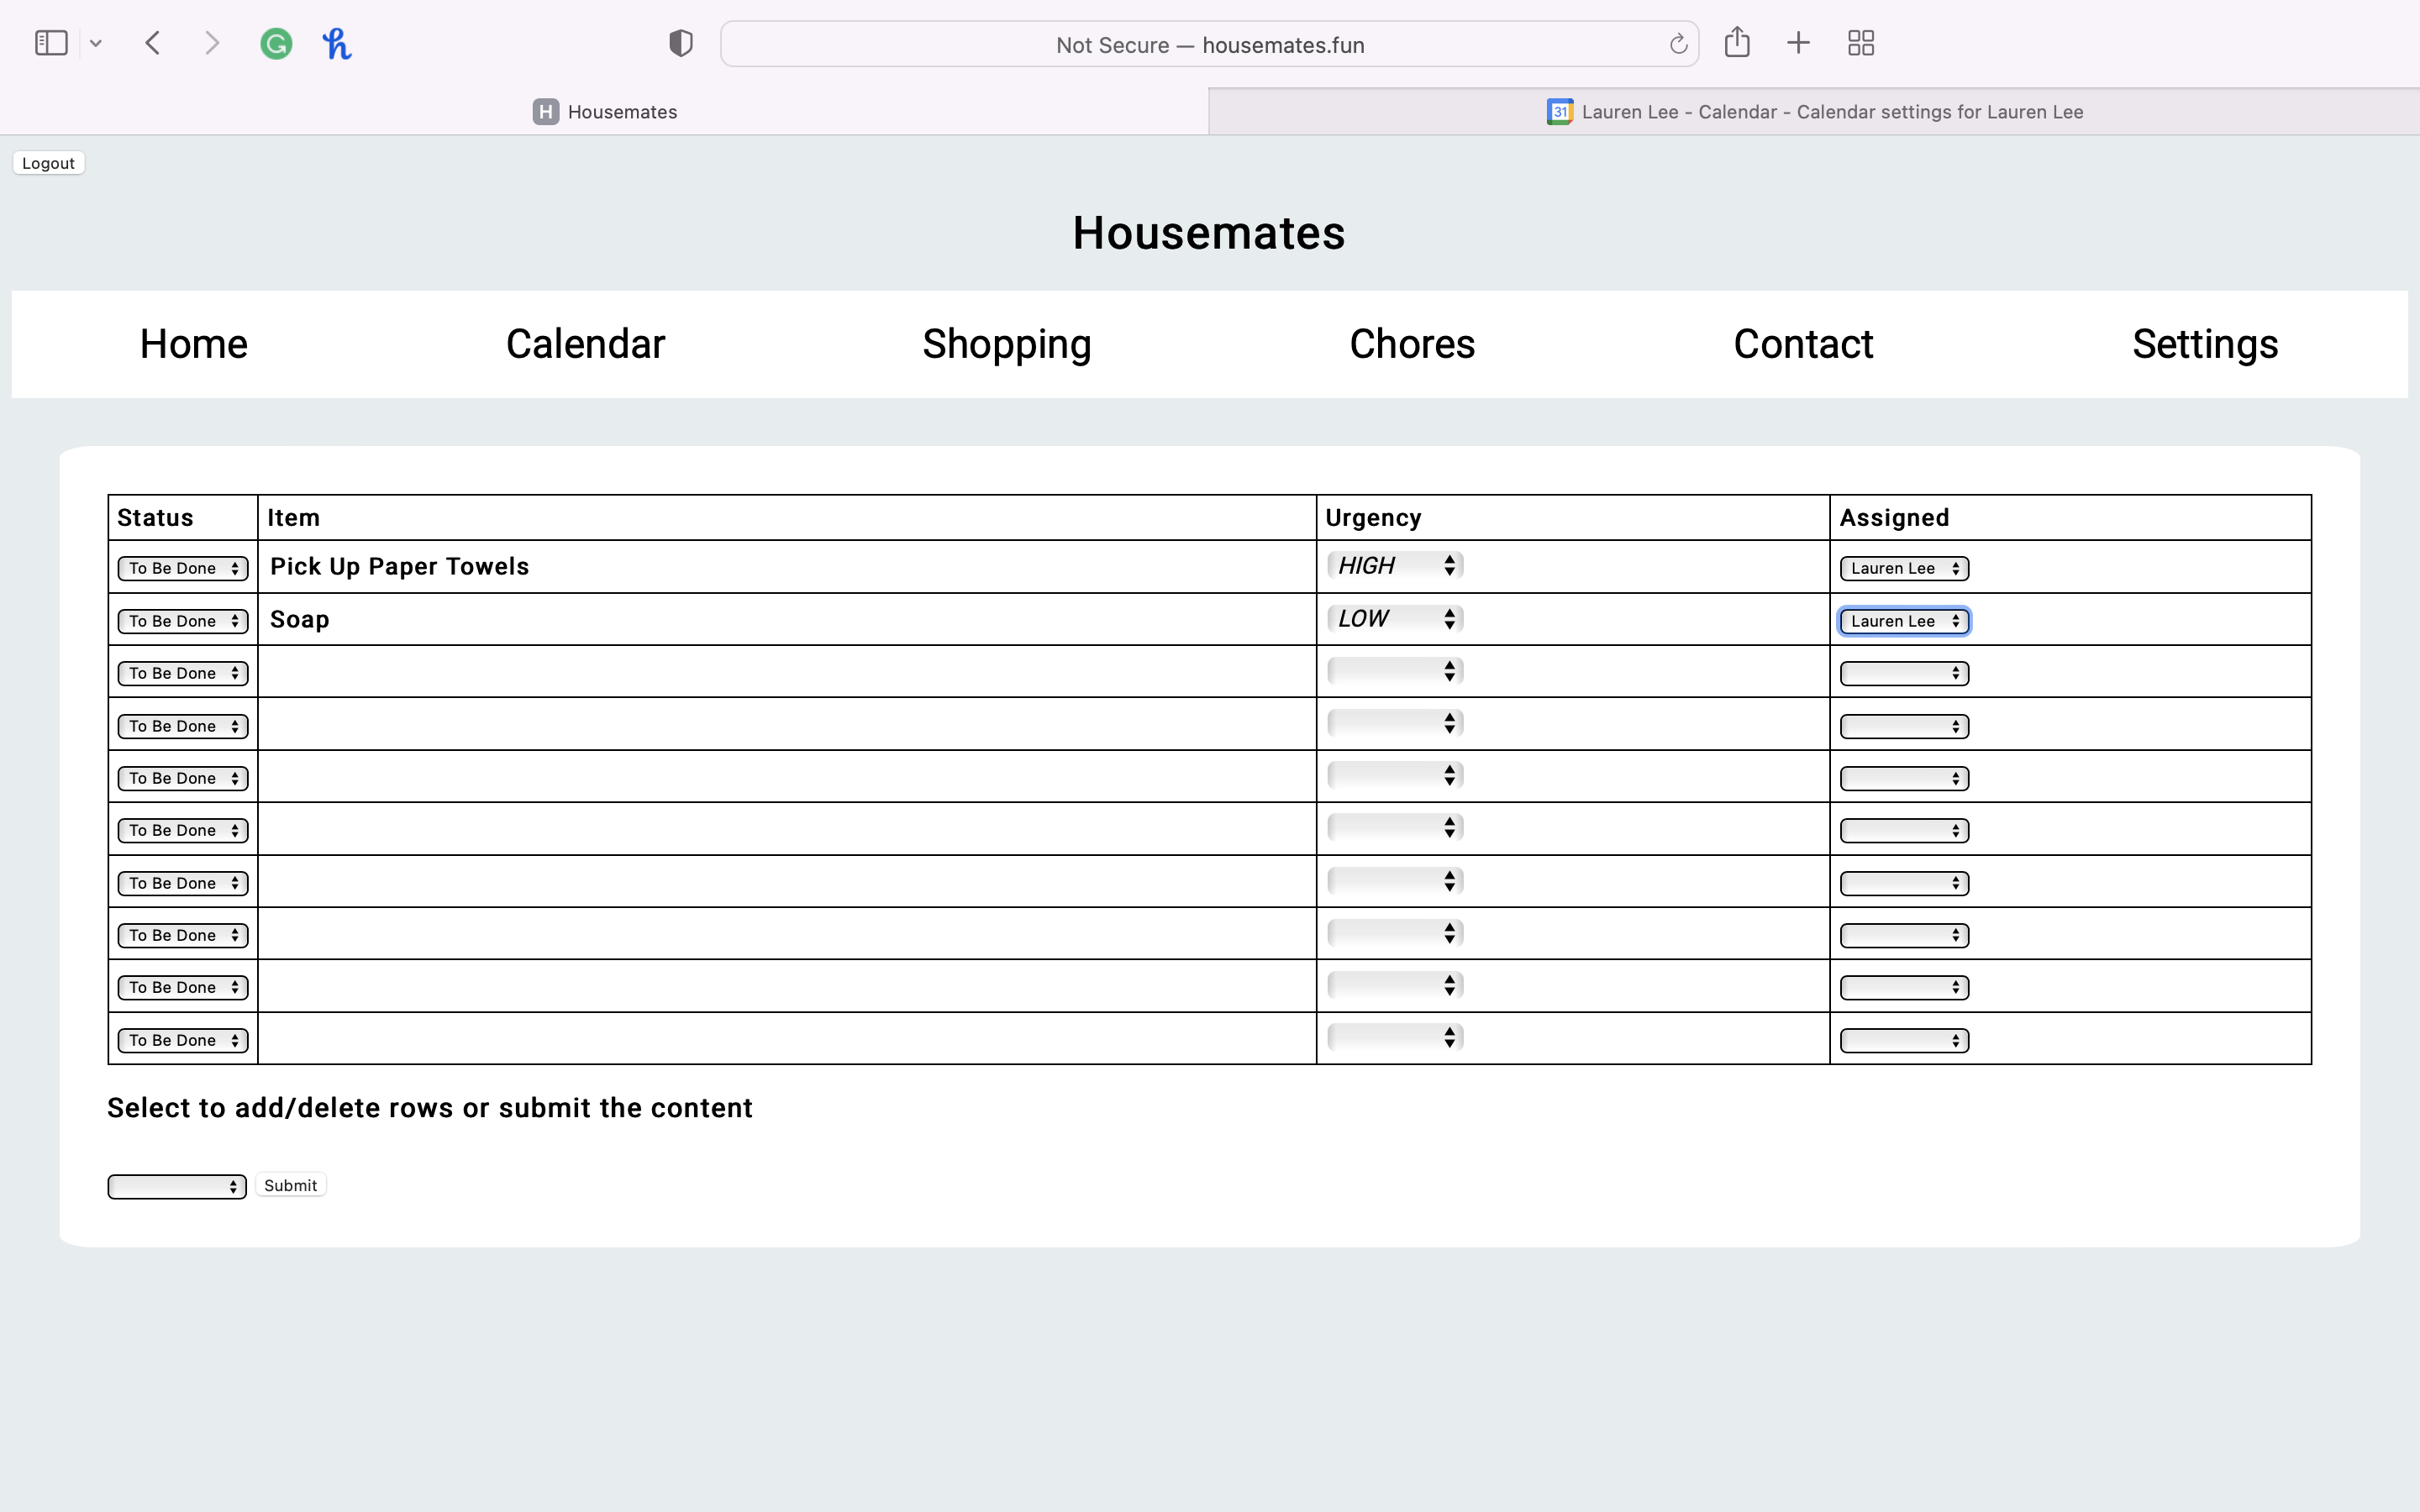 Not Secure — housemates.fun
H Housemates
31 Lauren Lee - Calendar - Calendar settings for Lauren Lee
Logout
Housemates
Home Calendar Shopping Chores Contact Settings
Status Item Urgency Assigned
To Be Done Pick Up Paper Towels HIGH Lauren Lee
To Be Done Soap LOW Lauren Lee
To Be Done
To Be Done
To Be Done
To Be Done
To Be Done
To Be Done
To Be Done
To Be Done
Select to add/delete rows or submit the content
Submit